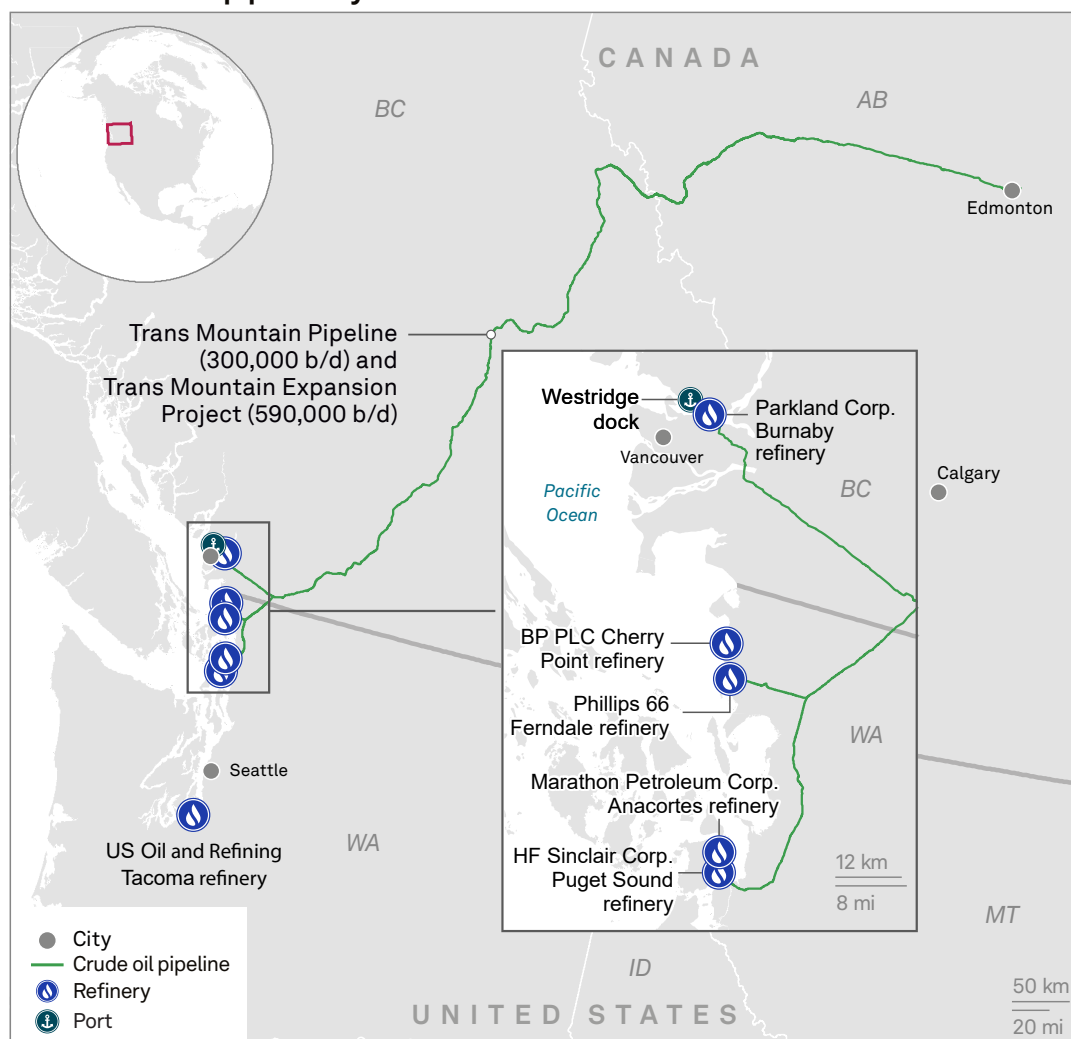 CANADA
BC
AB
Edmonton
Trans Mountain Pipeline
(300,000 b/d) and
Trans Mountain Expansion
Project (590,000 b/d)
Westridge
dock
Parkland Corp.
Burnaby
refinery
Vancouver
Calgary
Pacific
Ocean
BC
BP PLC Cherry
Point refinery
Phillips 66
Ferndale refinery
WA
Marathon Petroleum Corp.
Anacortes refinery
HF Sinclair Corp.
Puget Sound
refinery
12 km
8 mi
Seattle
US Oil and Refining
Tacoma refinery
WA
MT
ID
UNITED STATES
City
Crude oil pipeline
Refinery
Port
50 km
20 mi